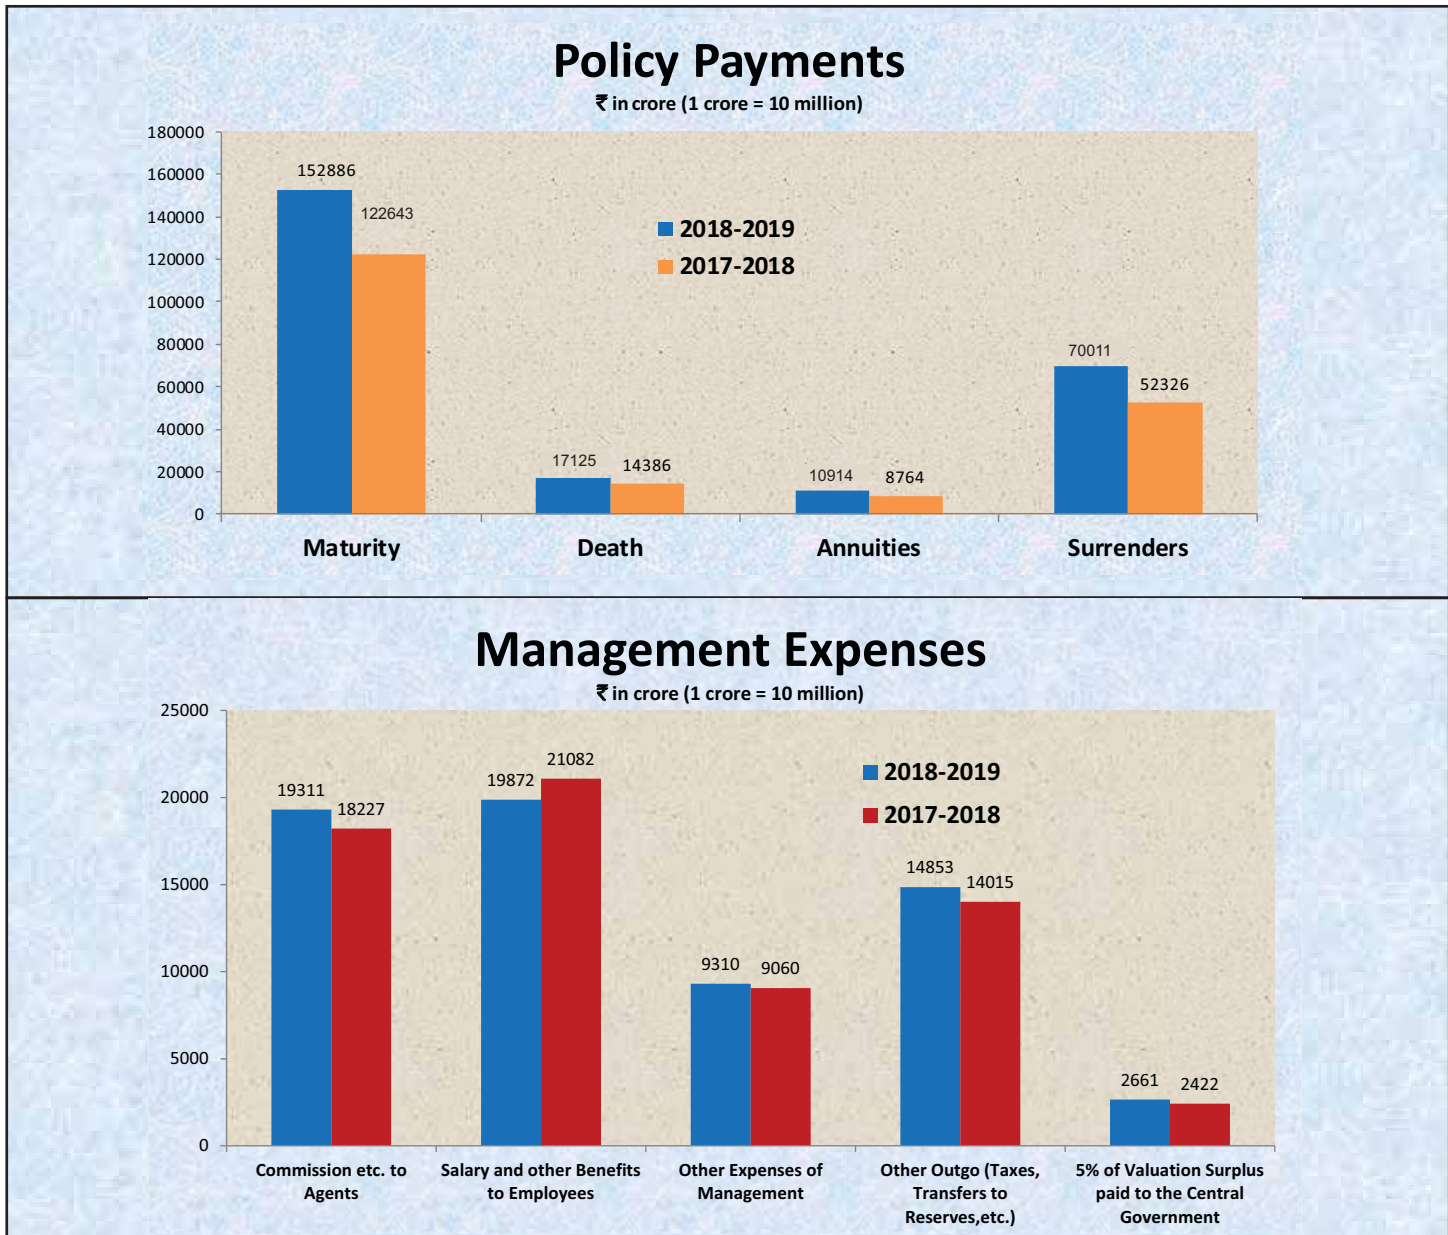 Policy Payments
₹ in crore (1 crore = 10 million)
180000
160000
140000
120000
100000
80000
60000
40000
20000
0
152886
122643
17125
14386
10914
8764
70011
52326
2018-2019
2017-2018
Maturity
Death
Annuities
Surrenders
Management Expenses
₹ in crore (1 crore = 10 million)
25000
20000
15000
10000
5000
0
19311
18227
19872
21082
9310
9060
14853
14015
2661
2422
2018-2019
2017-2018
Commission etc. to
Agents
Salary and other Benefits
to Employees
Other Expenses of
Management
Other Outgo (Taxes,
Transfers to
Reserves,etc.)
5% of Valuation Surplus
paid to the Central
Government